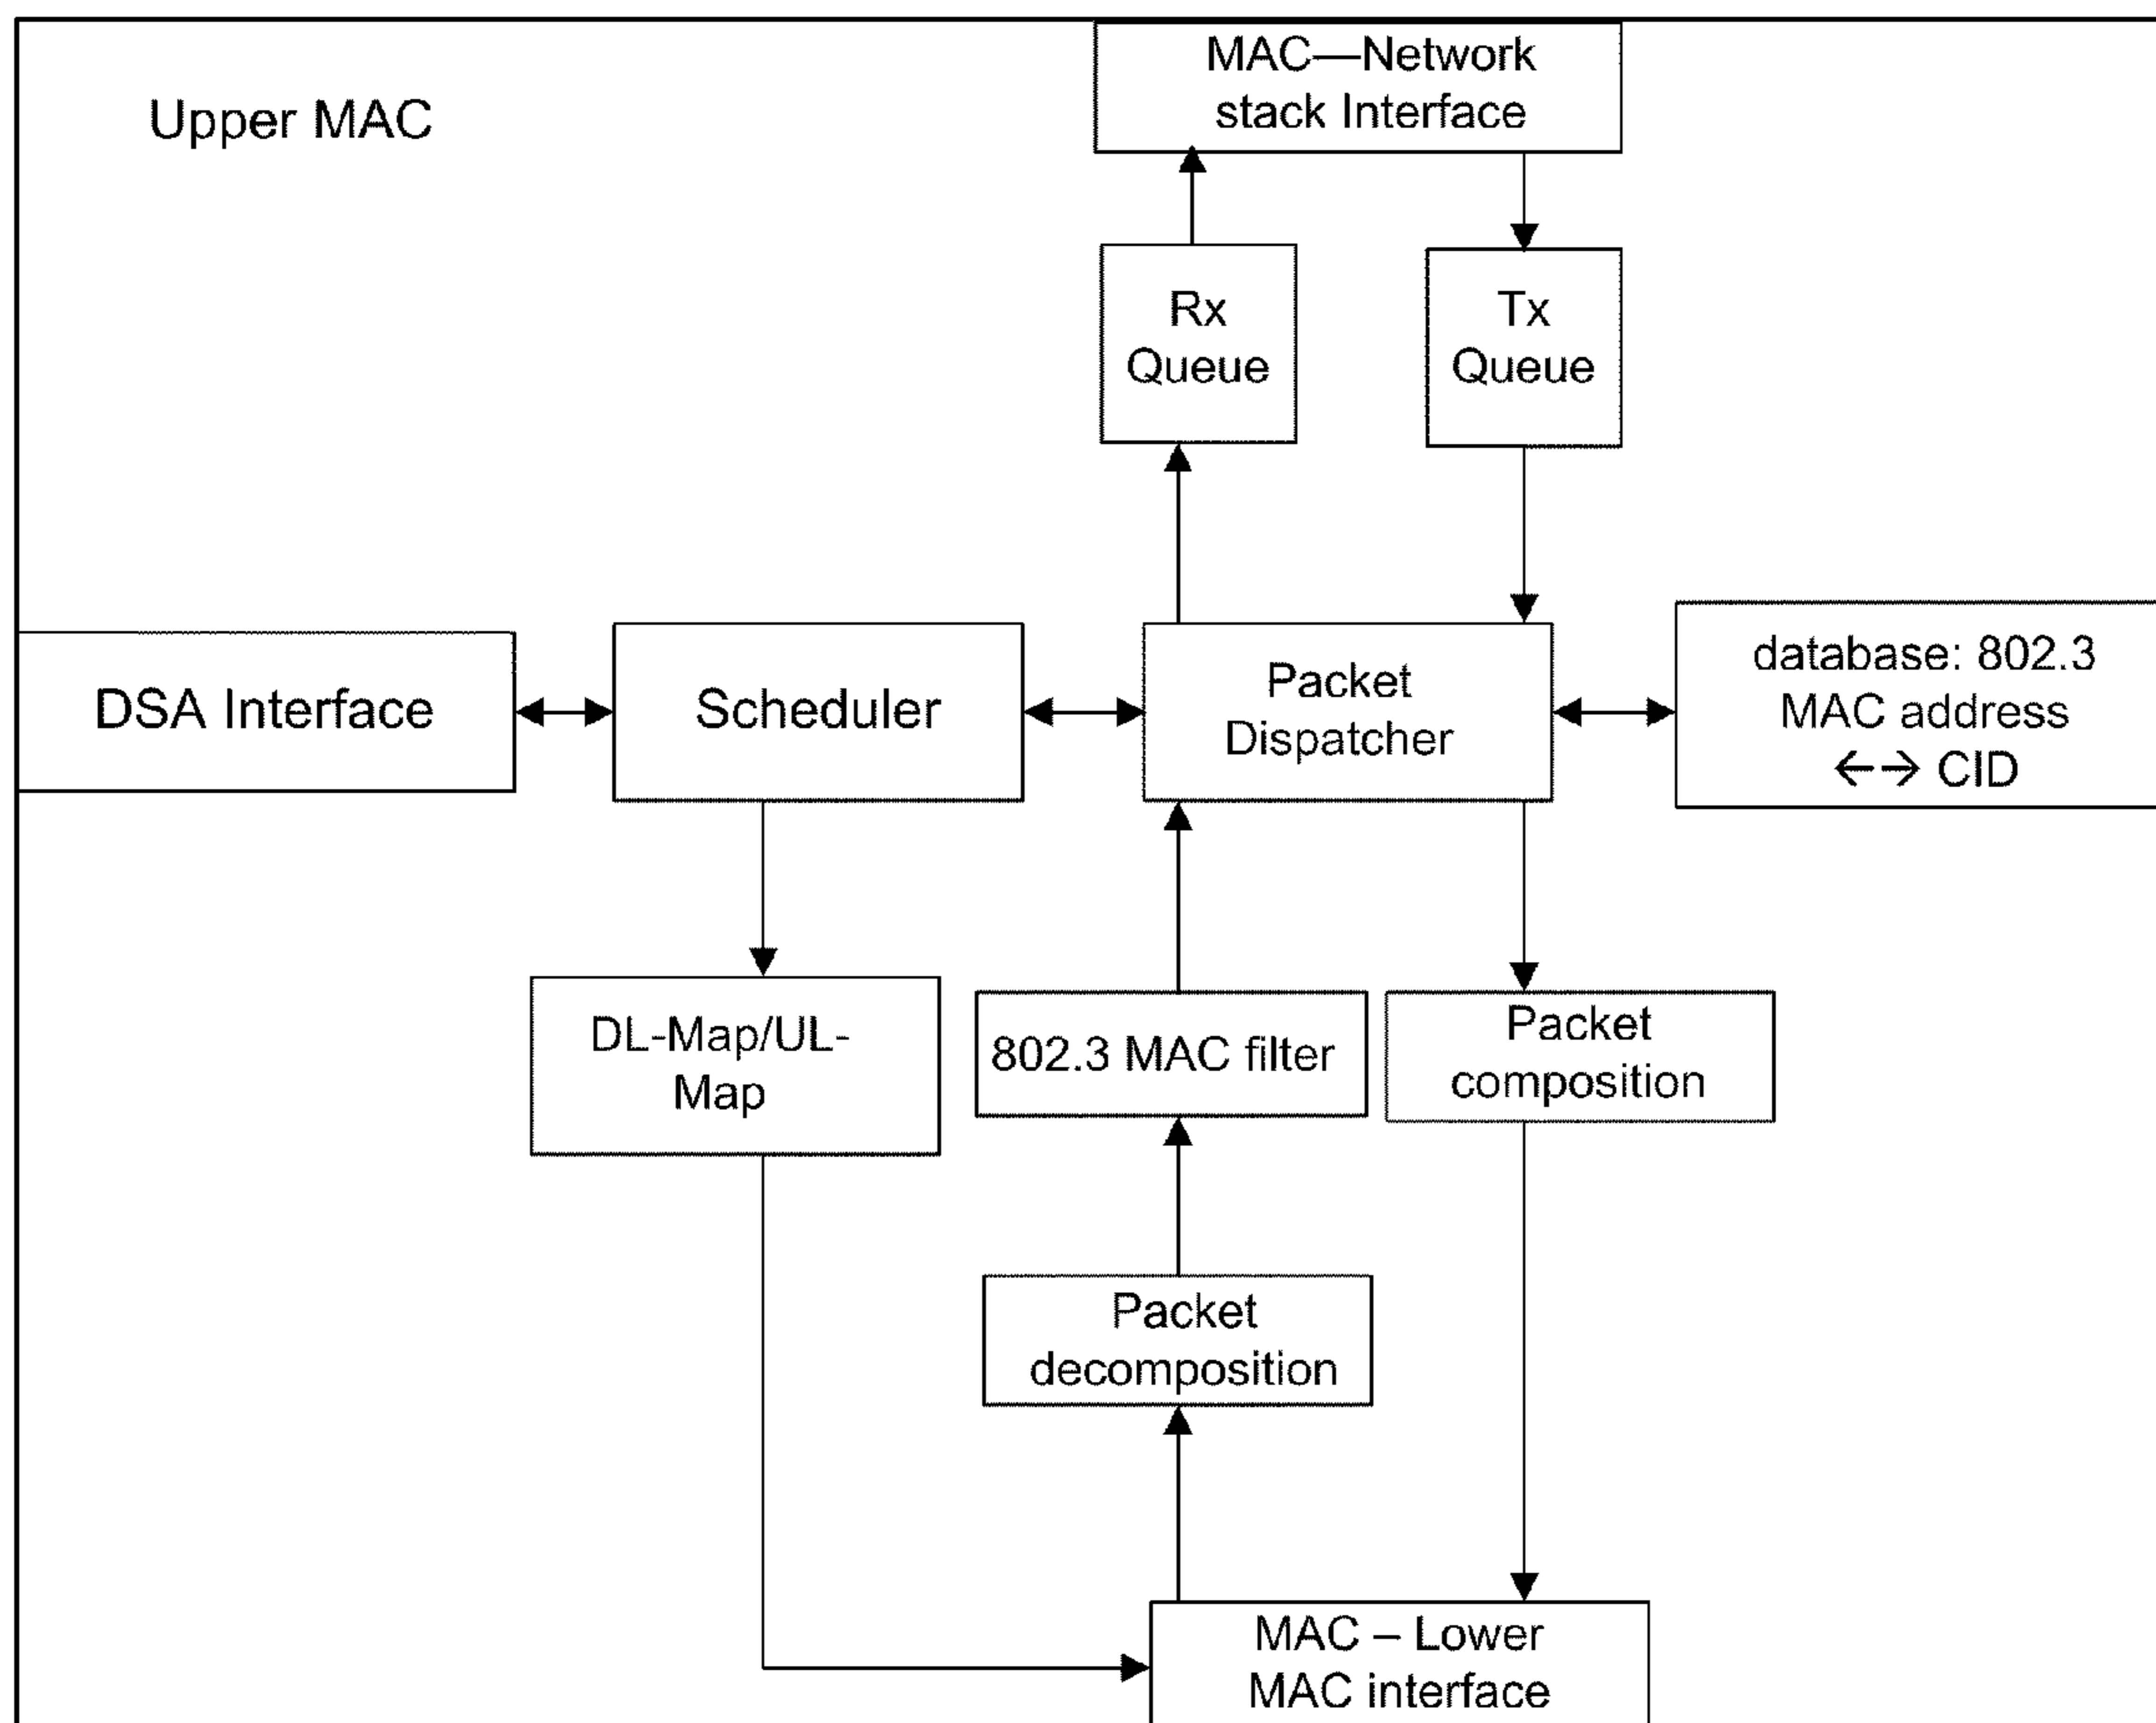 MAC—Network
stack Interface
Upper MAC
Rx
Queue
Tx
Queue
DSA Interface
Scheduler
Packet
Dispatcher
database: 802.3
MAC address
←→ CID
DL-Map/UL-
Map
802.3 MAC filter
Packet
composition
Packet
decomposition
MAC – Lower
MAC interface